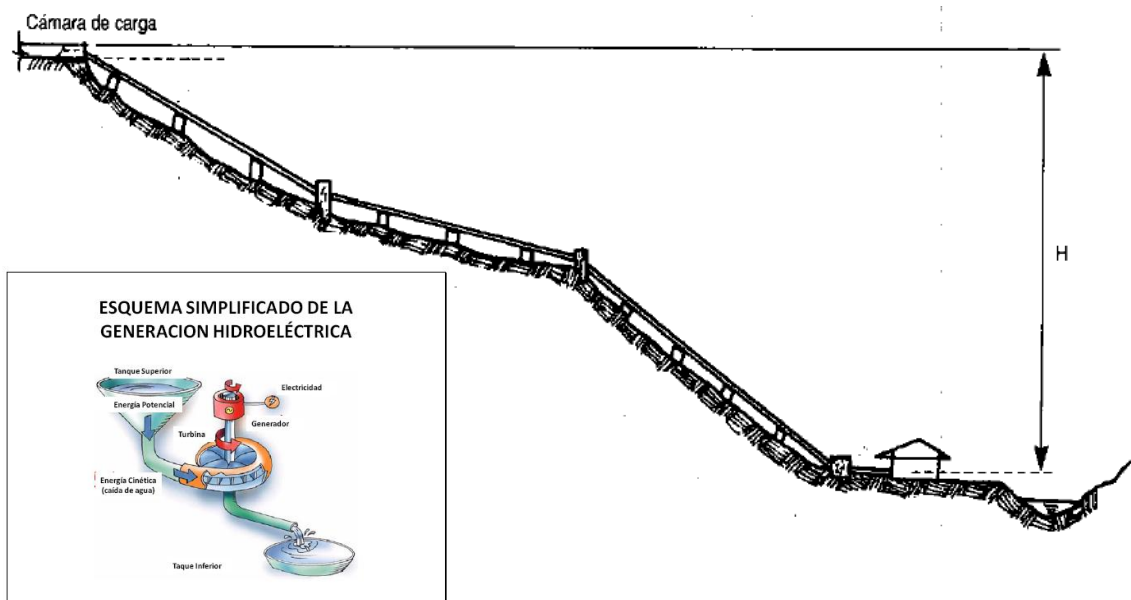 Cámara de carga
H
ESQUEMA SIMPLIFICADO DE LA
GENERACION HIDROELÉCTRICA
Tanque Superior
Electricidad
Energía Potencial
Generador
Turbina
Energía Cinética
(caída de agua)
Taque Inferior